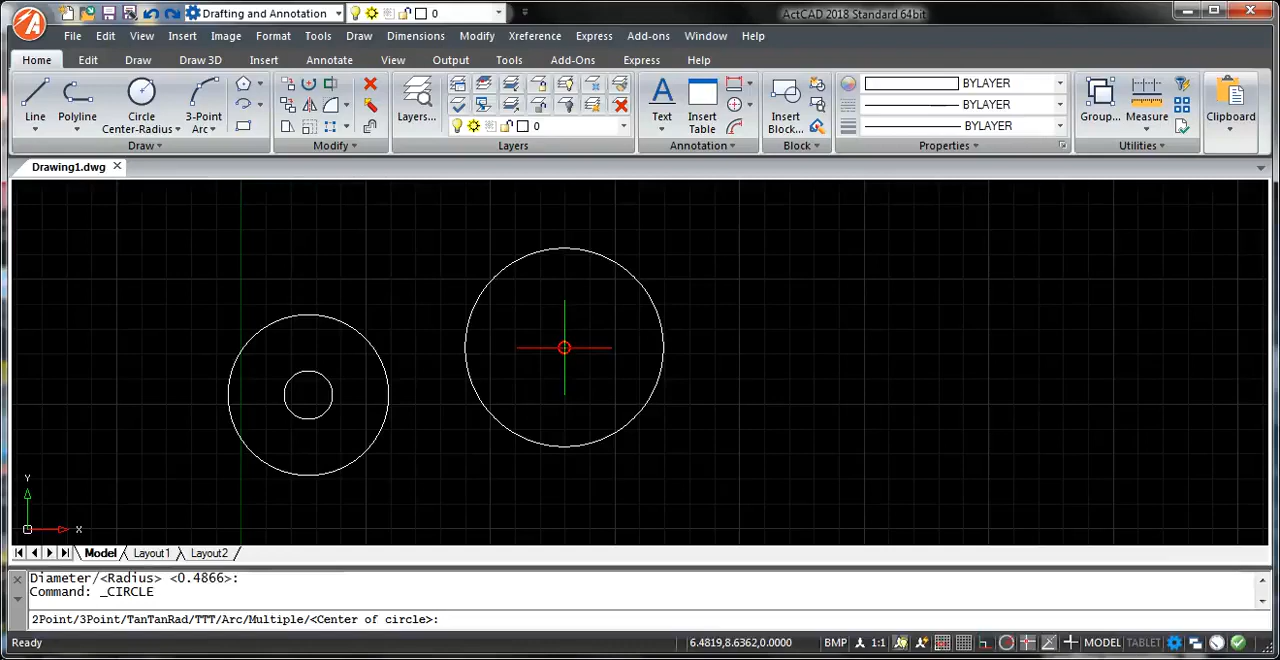 Drafting and Annotation
0
ActCAD 2018 Standard 64bit
File Edit View Insert Image Format Tools Draw Dimensions Modify Xreference Express Add-ons Window Help
Home Edit Draw Draw 3D Insert Annotate View Output Tools Add-Ons Express Help
Line
Polyline
Circle
Center-Radius
3-Point
Arc
Layers...
0
Text
Insert
Table
Insert
Block...
BYLAYER
BYLAYER
BYLAYER
Group...
Measure
Clipboard
Draw Modify Layers Annotation Block Properties Utilities
Drawing1.dwg
Y
X
Model Layout1 Layout2
Diameter/<Radius> <0.4866>:
Command: _CIRCLE
2Point/3Point/TanTanRad/TTT/Arc/Multiple/<Center of circle>:
Ready
6.4819,8.6362,0.0000 BMP 1:1 MODEL TABLET